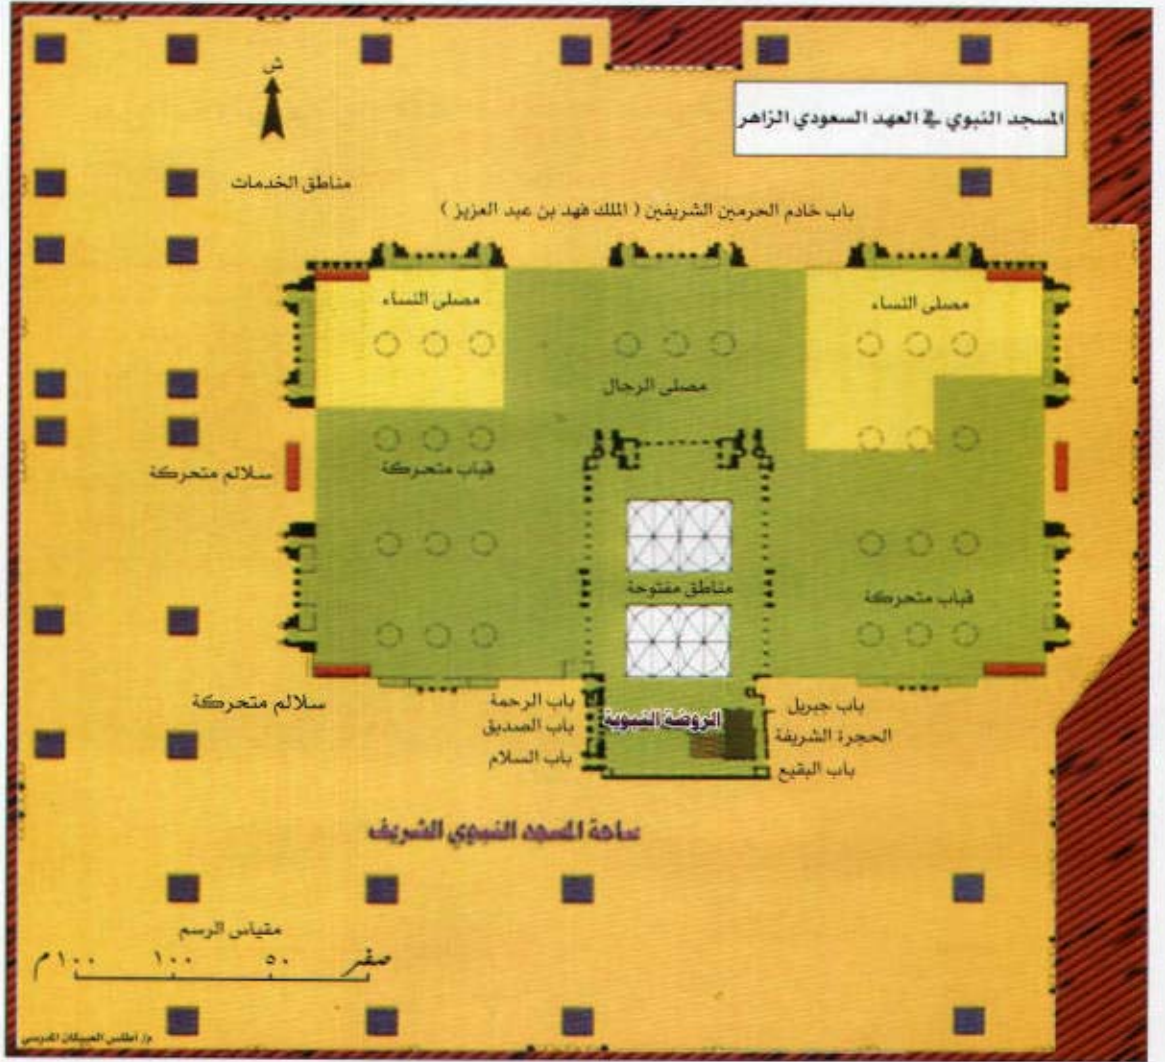 ش
المسجد النبوي في العهد السعودي الزاهر
مناطق الخدمات
باب خادم الحرمين الشريفين ( الملك فهد بن عبد العزيز )
مصلى النساء
مصلى النساء
مصلى الرجال
قباب متحركة
سلالم متحركة
مناطق مفتوحة
قباب متحركة
سلالم متحركة
باب الرحمة
باب جبريل
الروضة النبوية
باب الصديق
الحجرة الشريفة
باب السلام
باب البقيع
ساحة المسجد النبوي الشريف
مقياس الرسم
صفر ٥٠ ١٠٠ ١٠٠م
م/ أطلس العبيكان المدرسي